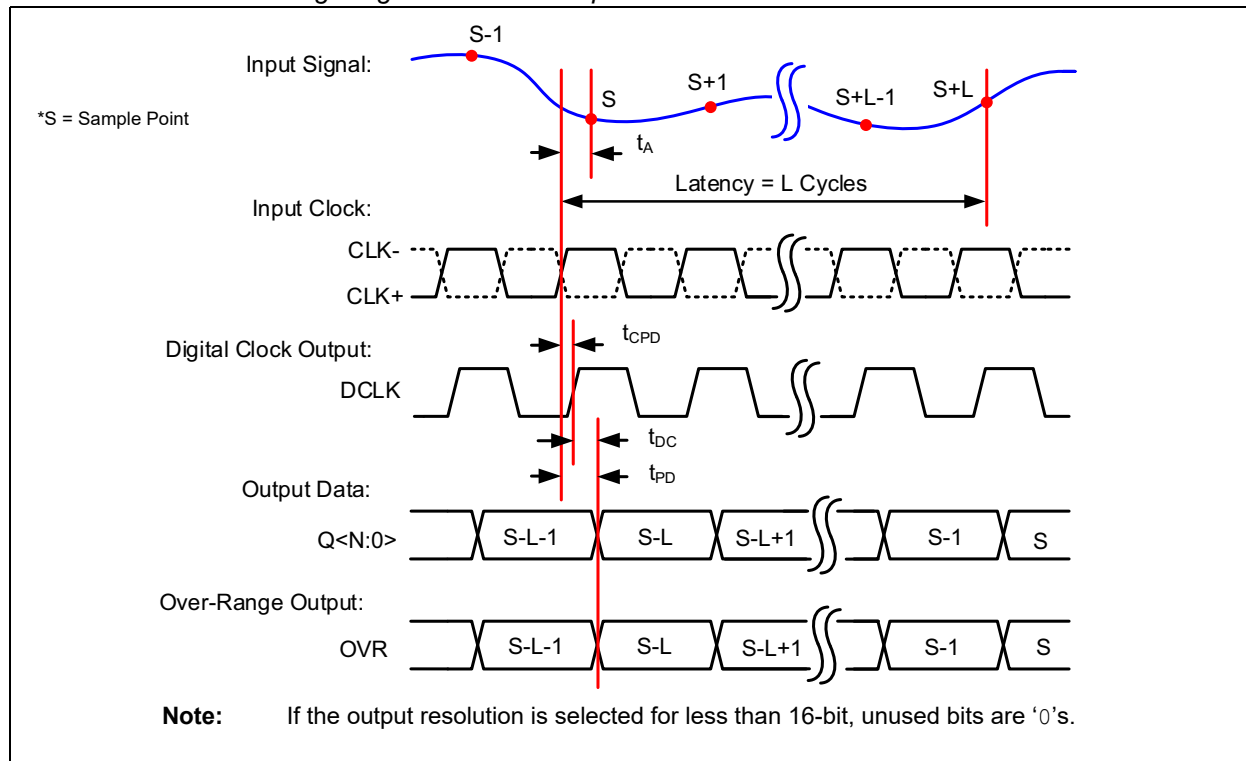 S-1
Input Signal:
S
S+1
S+L-1
S+L
*S = Sample Point
tA
Latency = L Cycles
Input Clock:
CLK-
CLK+
tCPD
Digital Clock Output:
DCLK
tDC
tPD
Output Data:
Q<N:0>
S-L-1
S-L
S-L+1
S-1
S
Over-Range Output:
OVR
S-L-1
S-L
S-L+1
S-1
S
Note: If the output resolution is selected for less than 16-bit, unused bits are ‘0’s.